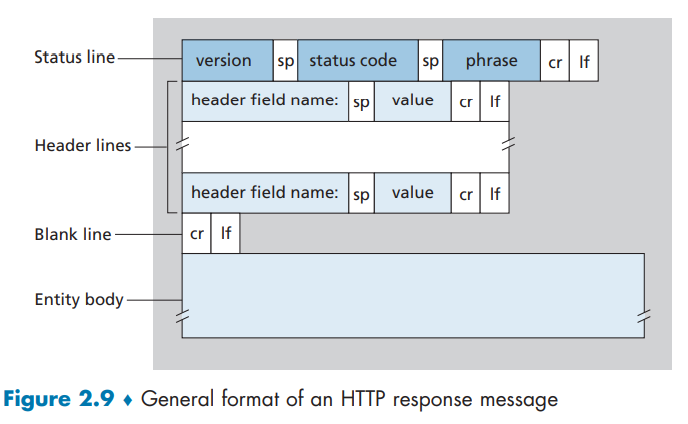 Status line
version sp status code sp phrase cr lf
header field name: sp value cr lf
Header lines
header field name: sp value cr lf
Blank line
cr lf
Entity body
Figure 2.9 ♦ General format of an HTTP response message